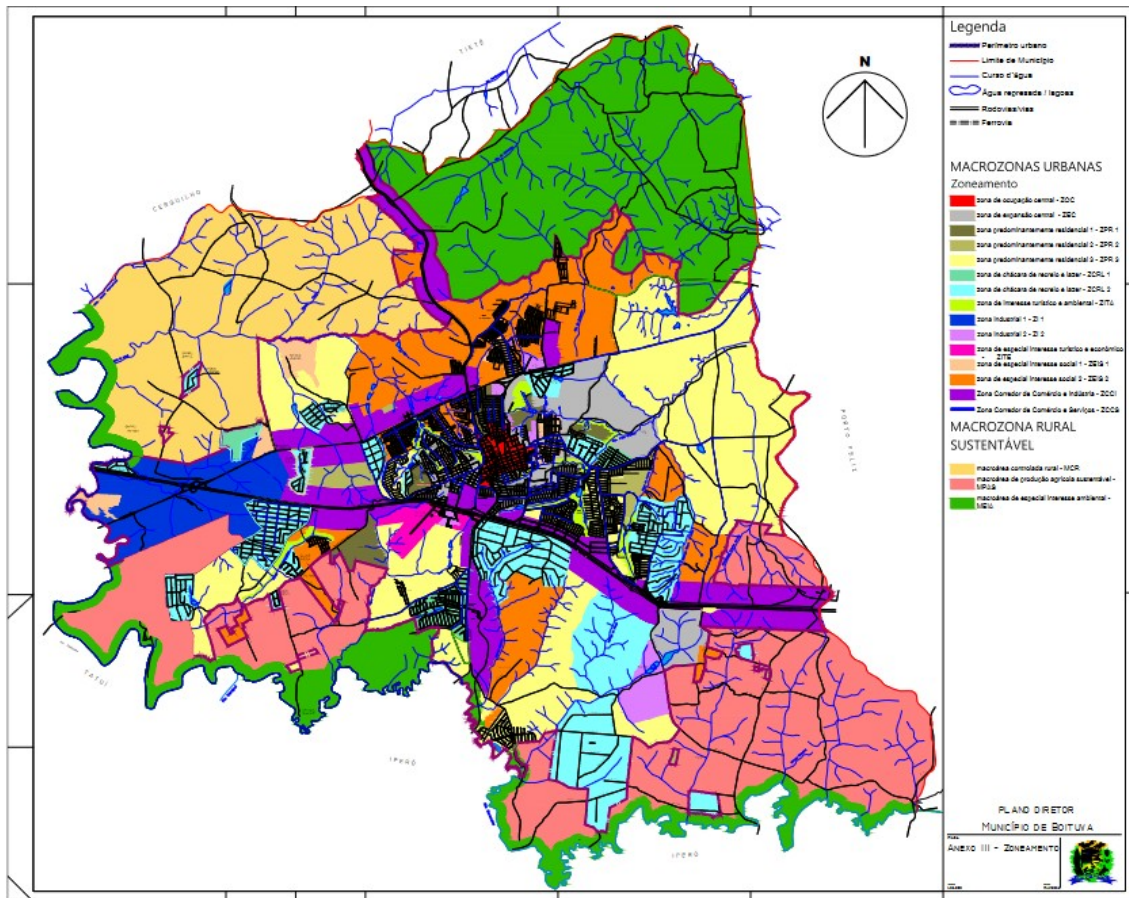 TIETÊ
CERQUILHO
N
PORTO FELIZ
TATUÍ
IPERÓ
IPERÓ
Legenda
Perímetro urbano
Limite de Município
Curso d'água
Água represada / lagoas
Rodovias/vias
Ferrovia
MACROZONAS URBANAS
Zoneamento
zona de ocupação central - ZOC
zona de expansão central - ZEC
zona predominantemente residencial 1 - ZPR 1
zona predominantemente residencial 2 - ZPR 2
zona predominantemente residencial 3 - ZPR 3
zona de chácara de recreio e lazer - ZCRL 1
zona de chácara de recreio e lazer - ZCRL 2
zona de interesse turístico e ambiental - ZITA
zona industrial 1 - ZI 1
zona industrial 2 - ZI 2
zona de especial interesse turístico e econômico
- ZITE
zona de especial interesse social 1 - ZEIS 1
zona de especial interesse social 2 - ZEIS 2
Zona Corredor de Comércio e Indústria - ZCCI
Zona Corredor de Comércio e Serviços - ZCCS
MACROZONA RURAL
SUSTENTÁVEL
macroárea controlada rural - MCR
macroárea de produção agrícola sustentável -
MPAS
macroárea de especial interesse ambiental -
MEIA
PLANO DIRETOR
MUNICÍPIO DE BOITUVA
ANEXO III - ZONEAMENTO